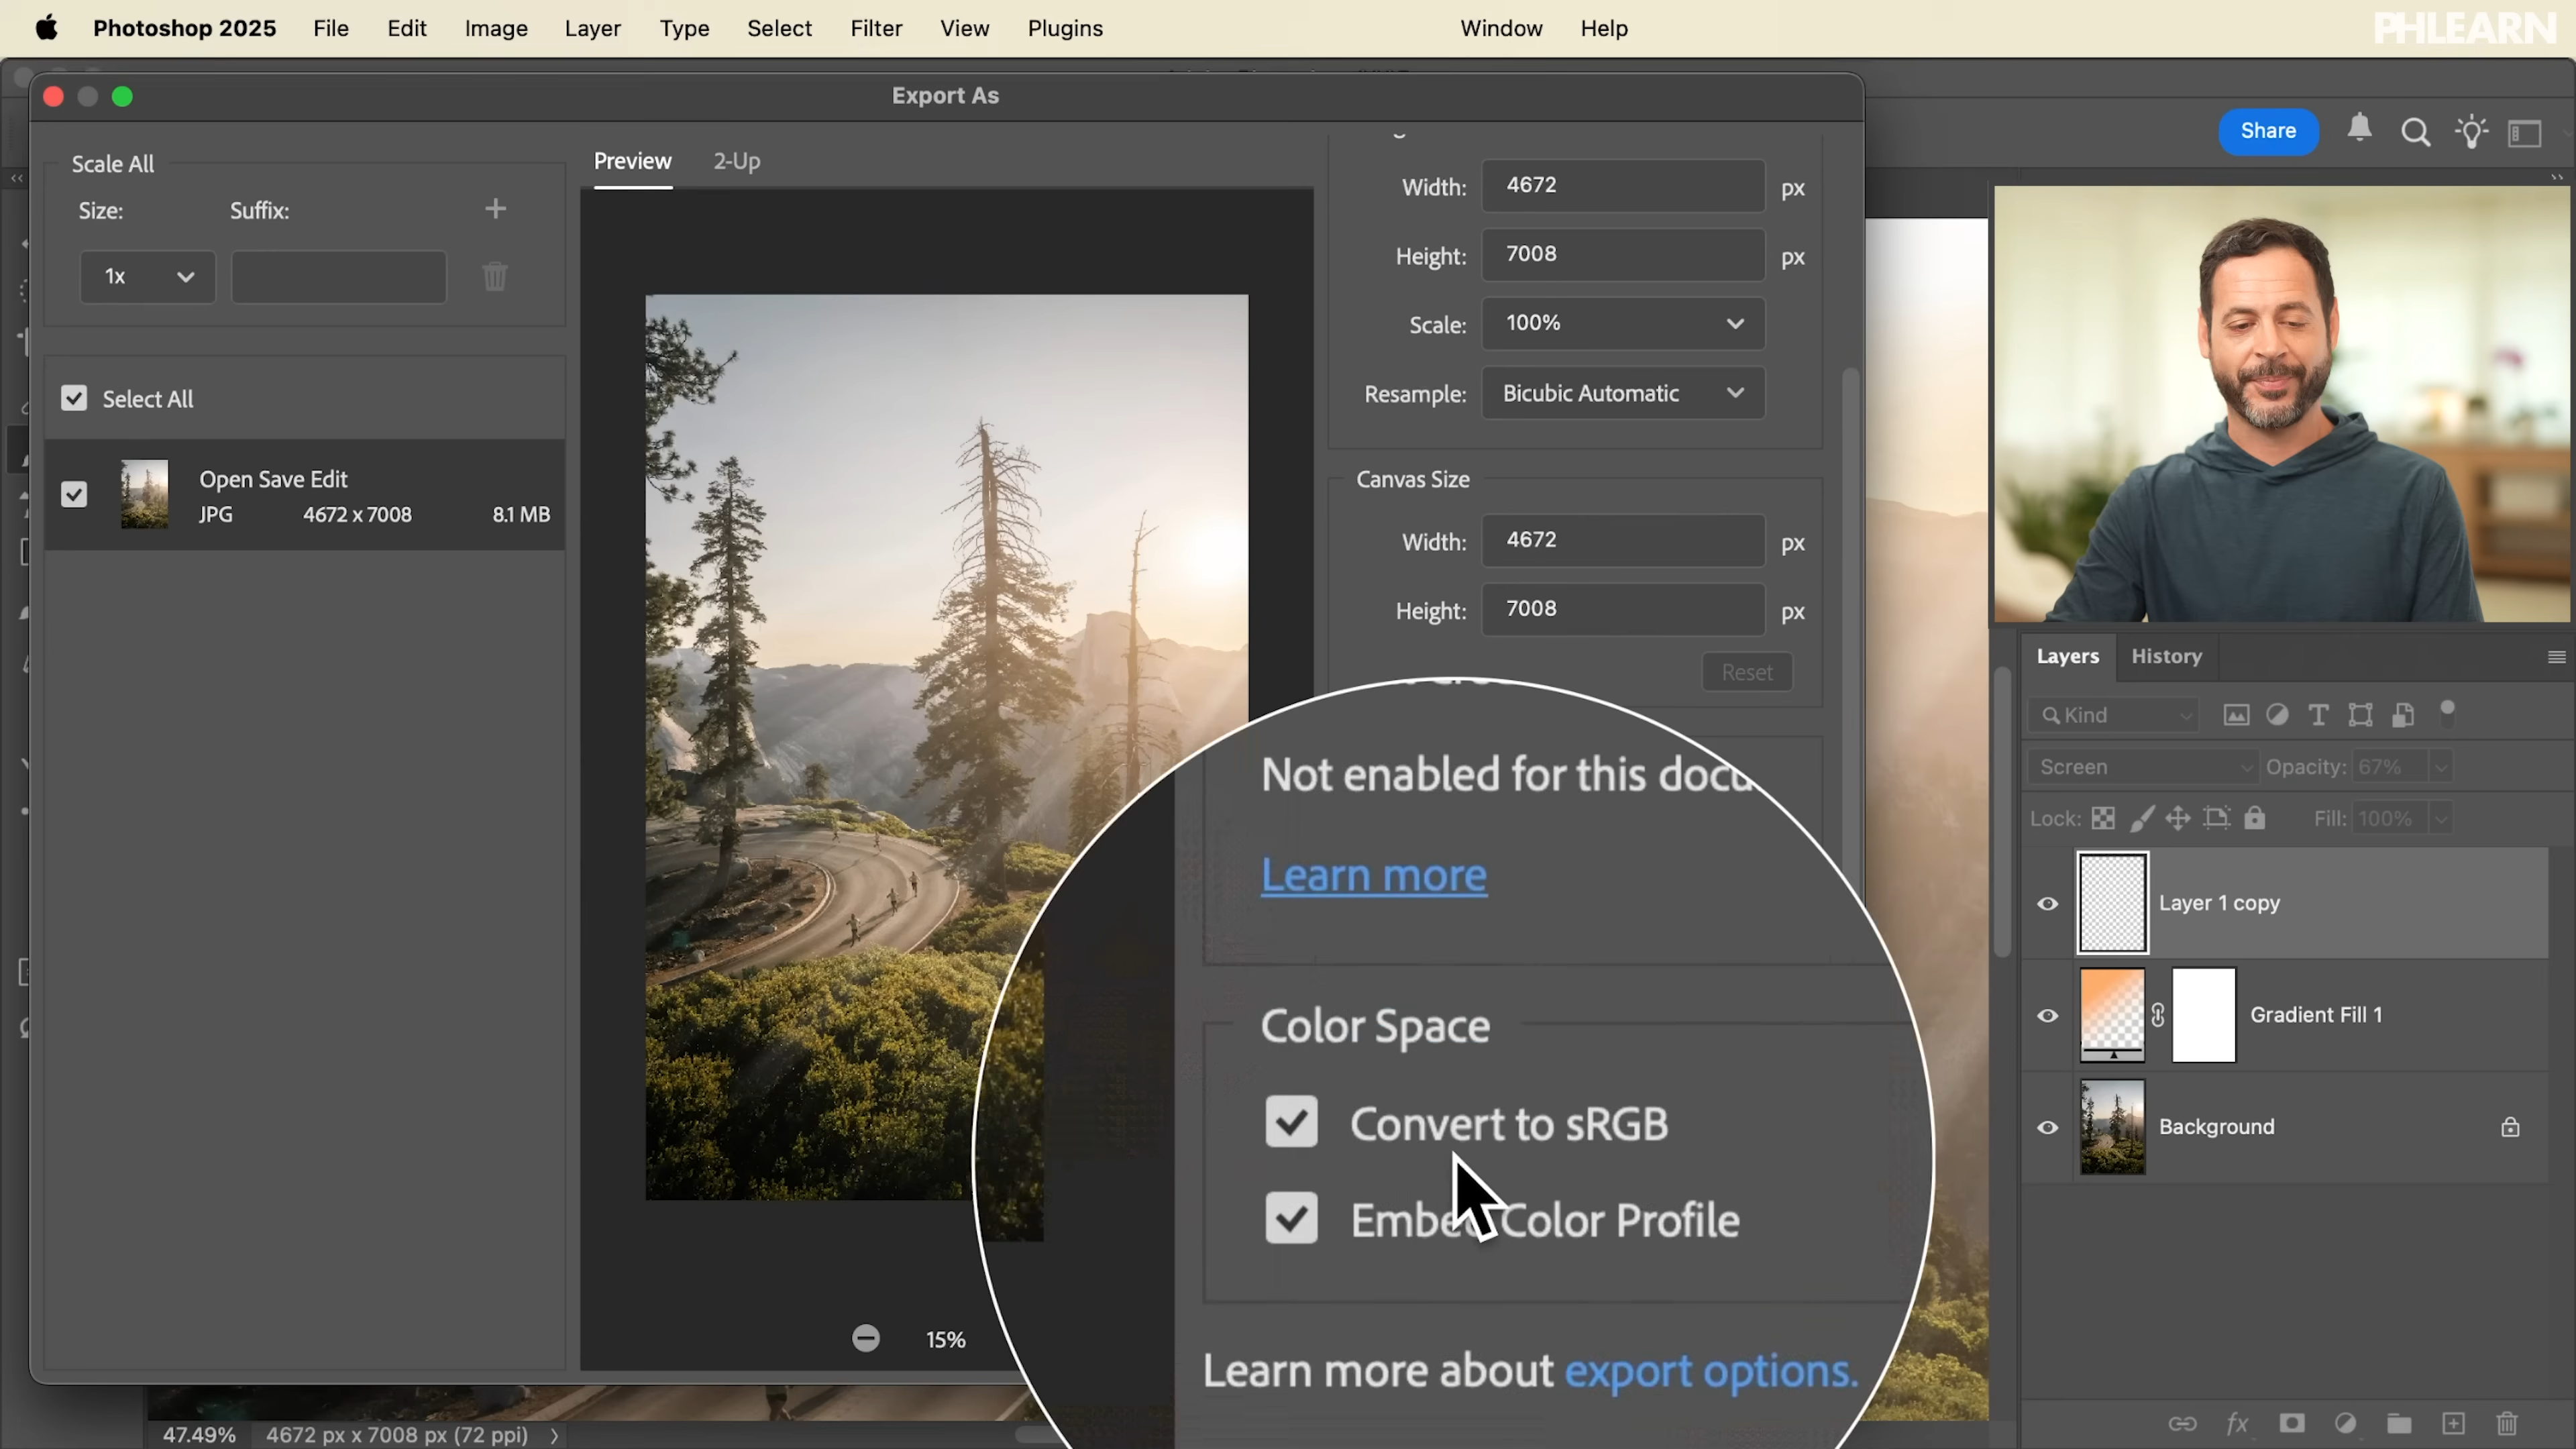 Photoshop 2025 File Edit Image Layer Type Select Filter View Plugins Window Help
PHLEARN
Export As
Share
Scale All
Size: Suffix:
1x
Select All
Open Save Edit
JPG 4672 x 7008 8.1 MB
Preview 2-Up
15%
Width: 4672 px
Height: 7008 px
Scale: 100%
Resample: Bicubic Automatic
Canvas Size
Width: 4672 px
Height: 7008 px
Reset
Not enabled for this docu
Learn more
Color Space
Convert to sRGB
Embed Color Profile
Learn more about export options.
Layers History
Kind
Screen Opacity: 67%
Lock: Fill: 100%
Layer 1 copy
Gradient Fill 1
Background
fx
47.49% 4672 px x 7008 px (72 ppi)